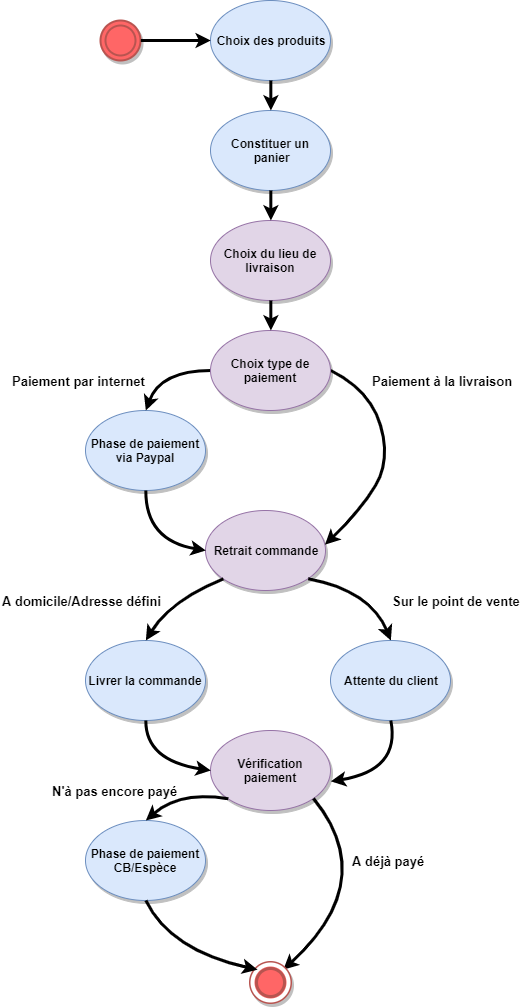 Choix des produits
Constituer un
panier
Choix du lieu de
livraison
Choix type de
paiement
Paiement par internet
Paiement à la livraison
Phase de paiement
via Paypal
Retrait commande
A domicile/Adresse défini
Sur le point de vente
Livrer la commande
Attente du client
Vérification
paiement
N'à pas encore payé
Phase de paiement
CB/Espèce
A déjà payé